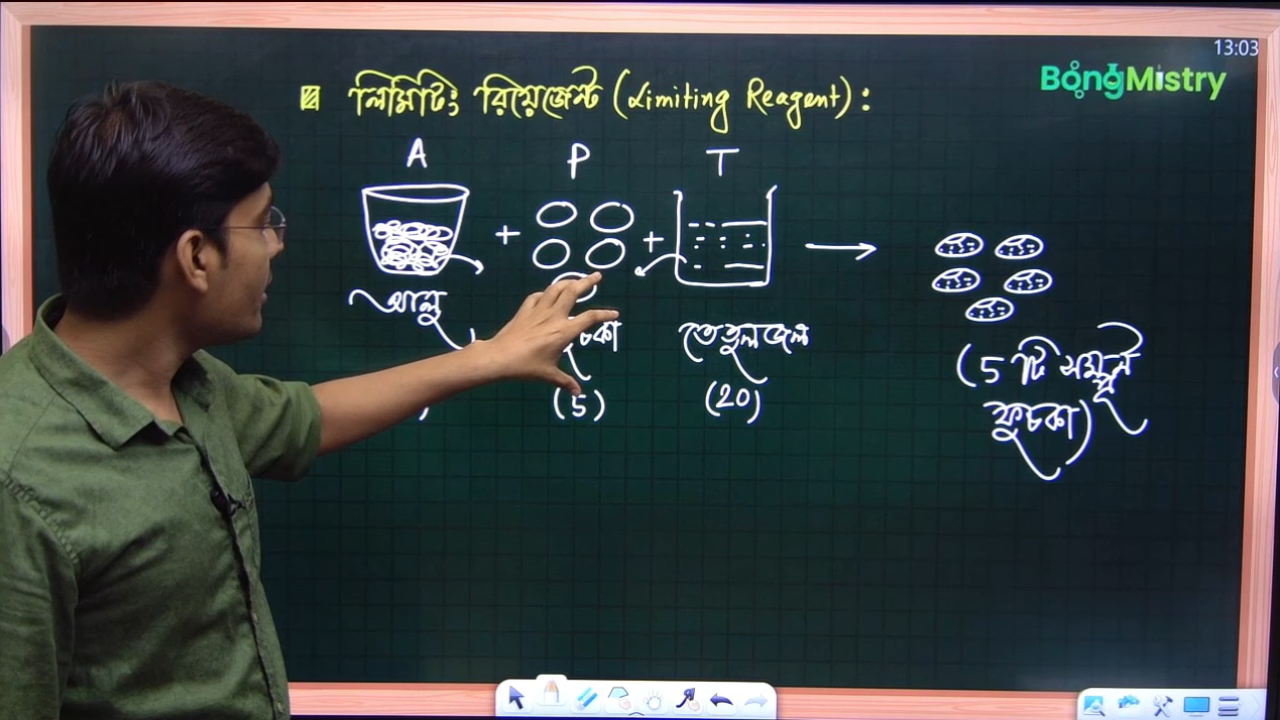 13:03
BongMistry
লিমিটিং রিয়েজেন্ট (Limiting Reagent) :
A P T
+ +
আলু
তেতুলজল
(5) (20)
(5 টি সম্পূর্ন
ফুচকা)